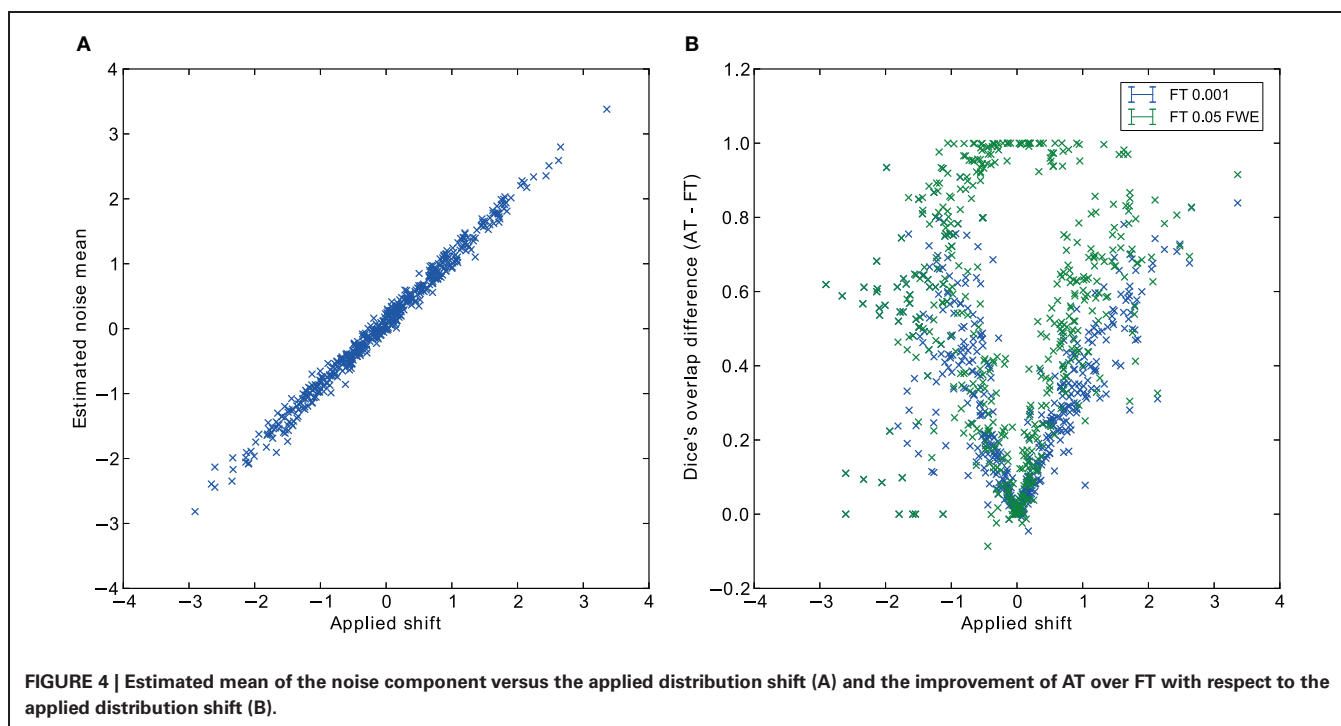 A
4
3
2
1
0
−1
−2
−3
−4
−4 −3 −2 −1 0 1 2 3 4
Estimated noise mean
Applied shift
B
1.2
1.0
0.8
0.6
0.4
0.2
0.0
−0.2
−4 −3 −2 −1 0 1 2 3 4
Dice's overlap difference (AT - FT)
Applied shift
FT 0.001
FT 0.05 FWE
FIGURE 4 | Estimated mean of the noise component versus the applied distribution shift (A) and the improvement of AT over FT with respect to the
applied distribution shift (B).